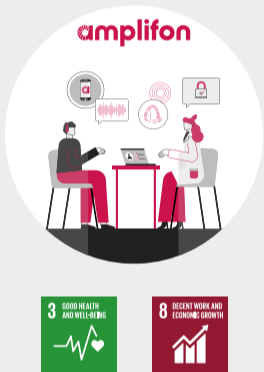 amplifon
3 GOOD HEALTH
AND WELL-BEING
8 DECENT WORK AND
ECONOMIC GROWTH